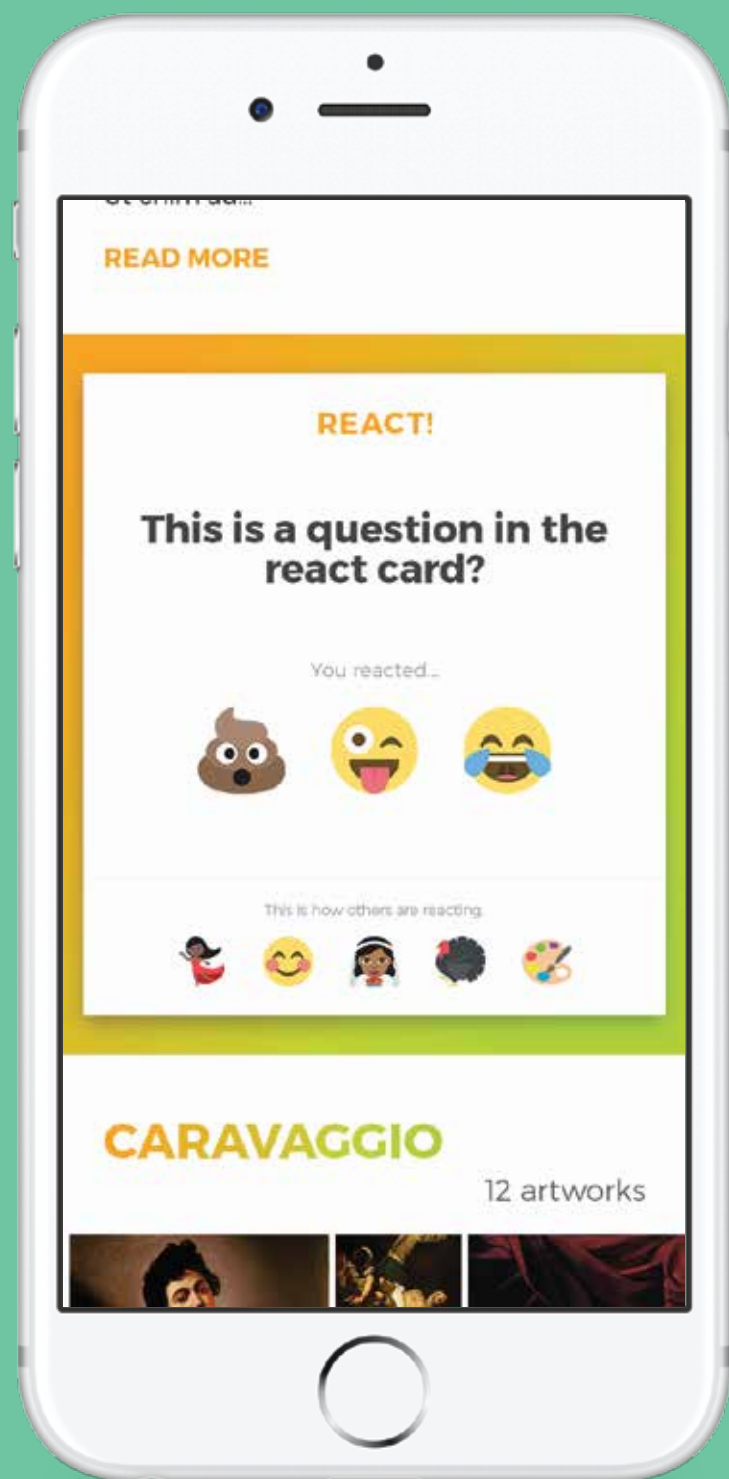 READ MORE
REACT!
This is a question in the
react card?
You reacted...
This is how others are reacting.
CARAVAGGIO
12 artworks